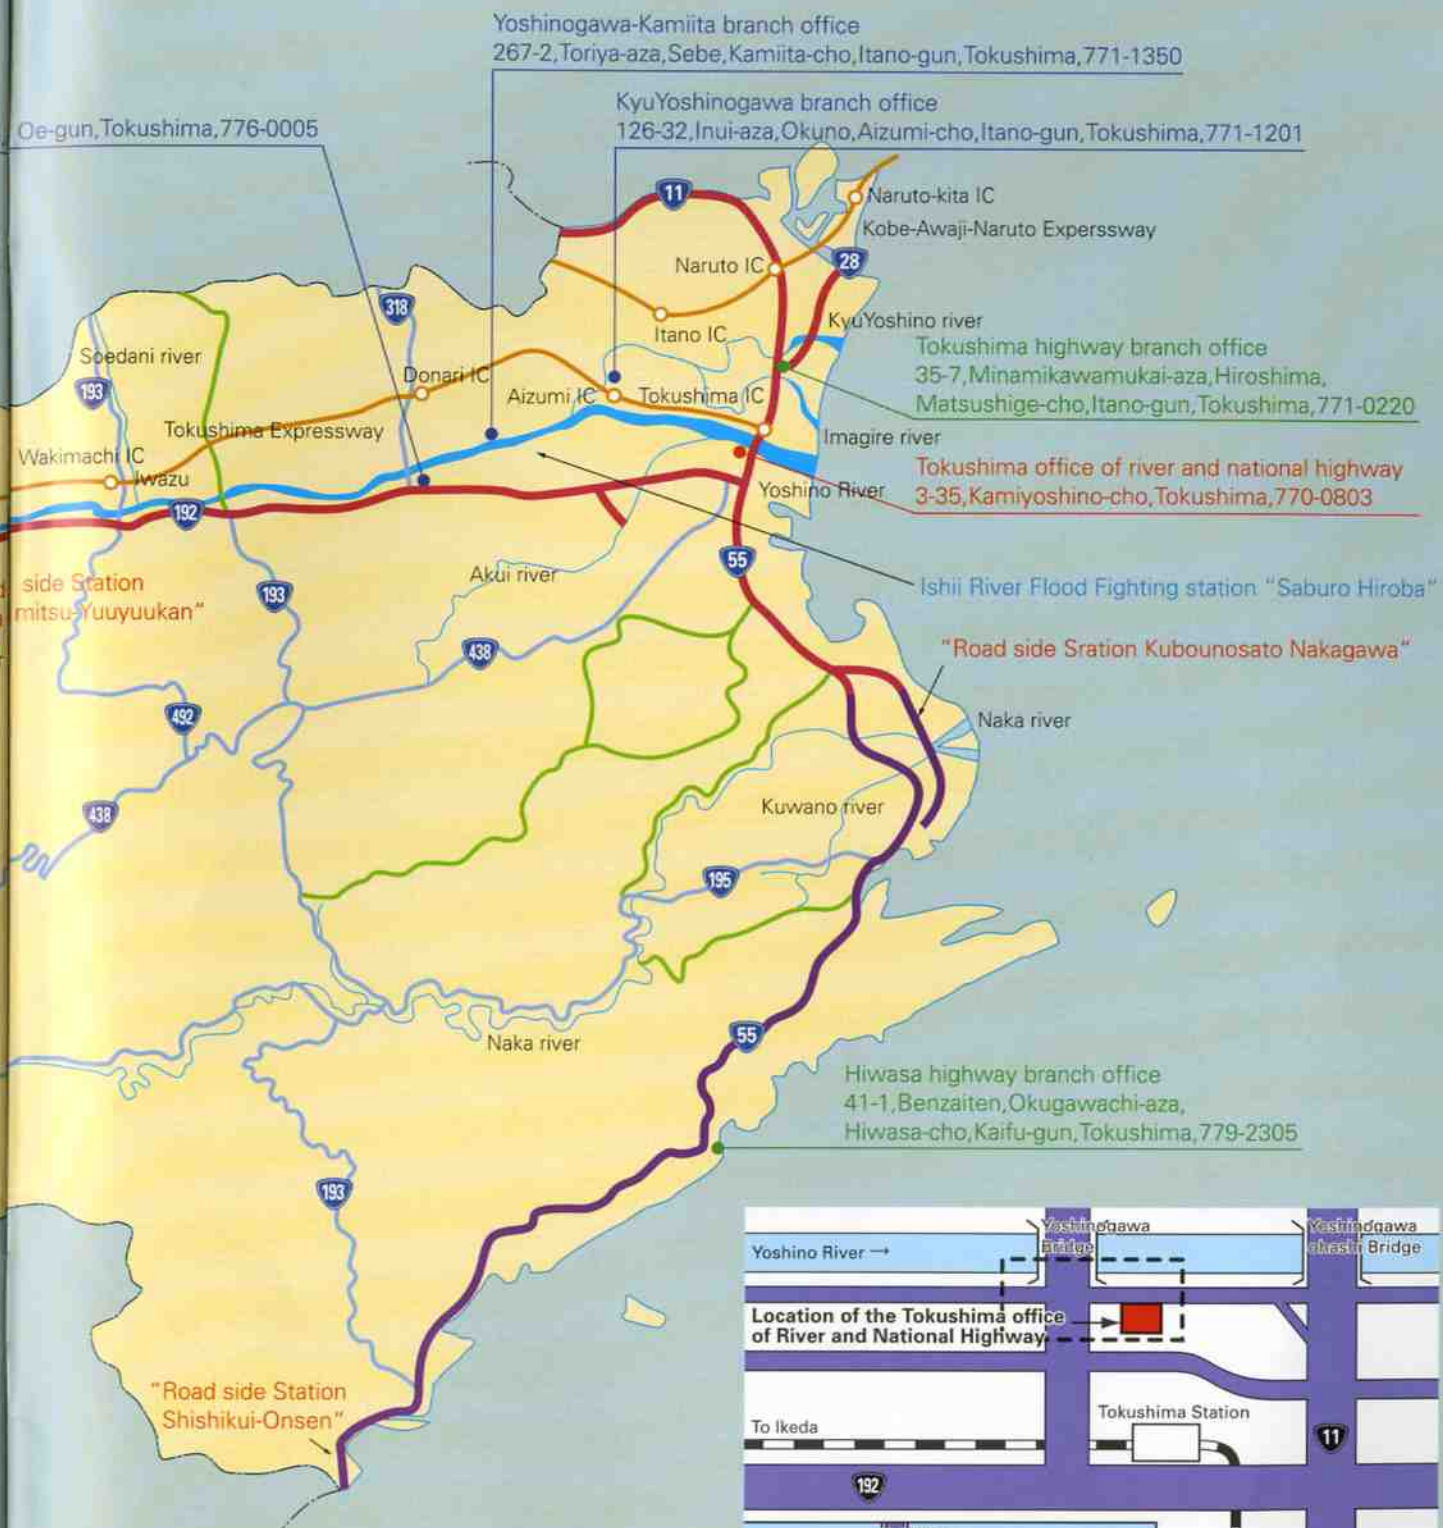 Yoshinogawa-Kamiita branch office
267-2,Toriya-aza,Sebe,Kamiita-cho,Itano-gun,Tokushima,771-1350
KyuYoshinogawa branch office
126-32,Inui-aza,Okuno,Aizumi-cho,Itano-gun,Tokushima,771-1201
Oe-gun,Tokushima,776-0005
11
Naruto-kita IC
Kobe-Awaji-Naruto Experssway
28
Naruto IC
318
Itano IC
KyuYoshino river
Tokushima highway branch office
35-7,Minamikawamukai-aza,Hiroshima,
Matsushige-cho,Itano-gun,Tokushima,771-0220
Soedani river
193
Donari IC
Aizumi IC
Tokushima IC
Tokushima Expressway
Imagire river
Wakimachi IC
Iwazu
Tokushima office of river and national highway
3-35,Kamiyoshino-cho,Tokushima,770-0803
Yoshino River
192
55
Akui river
Ishii River Flood Fighting station "Saburo Hiroba"
side Station
mitsu-Yuuyuukan"
193
438
"Road side Sration Kubounosato Nakagawa"
492
Naka river
438
Kuwano river
195
55
Naka river
Hiwasa highway branch office
41-1,Benzaiten,Okugawachi-aza,
Hiwasa-cho,Kaifu-gun,Tokushima,779-2305
193
"Road side Station
Shishikui-Onsen"
Yoshinogawa
Bridge
Yoshinogawa
ohashi Bridge
Yoshino River →
Location of the Tokushima office
of River and National Highway
Tokushima Station
To Ikeda
11
192